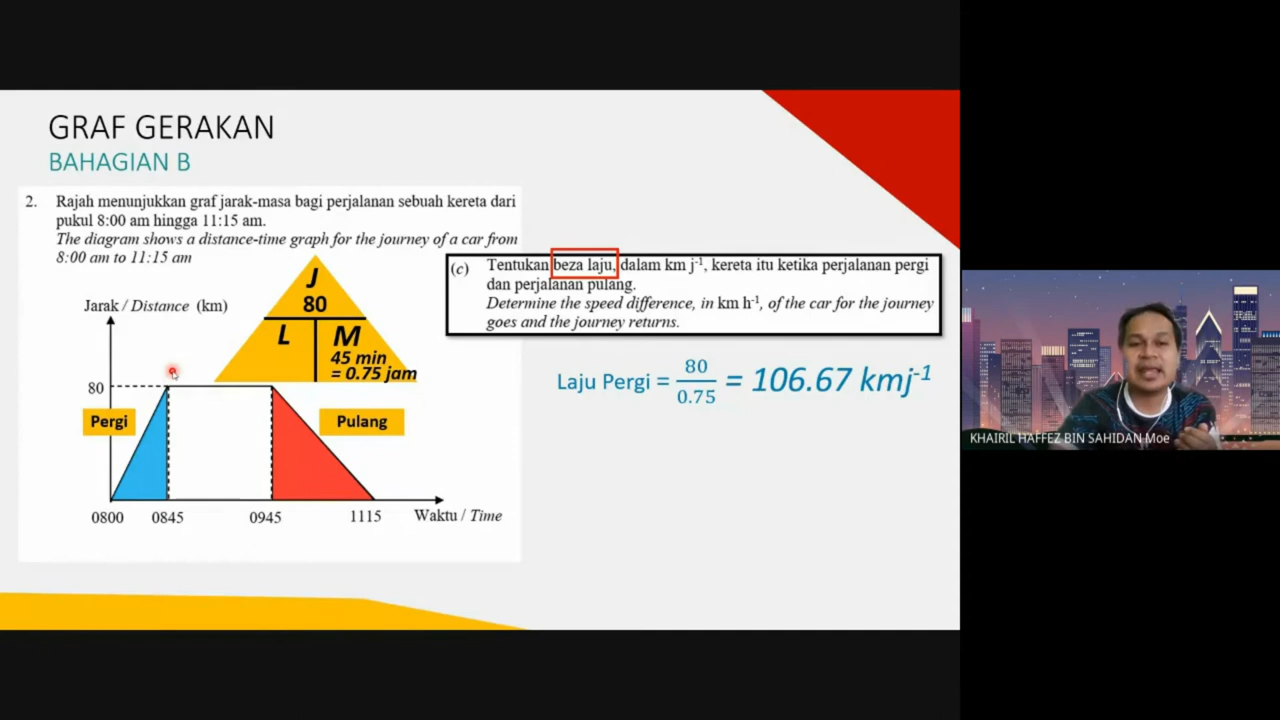 GRAF GERAKAN
BAHAGIAN B
2. Rajah menunjukkan graf jarak-masa bagi perjalanan sebuah kereta dari
pukul 8:00 am hingga 11:15 am.
The diagram shows a distance-time graph for the journey of a car from
8:00 am to 11:15 am
(c) Tentukan beza laju, dalam km j⁻¹, kereta itu ketika perjalanan pergi
dan perjalanan pulang.
Determine the speed difference, in km h⁻¹, of the car for the journey
goes and the journey returns.
J
80
L M
45 min
= 0.75 jam
Jarak / Distance (km)
80
Pergi
Pulang
0800 0845 0945 1115 Waktu / Time
Laju Pergi = 80/0.75 = 106.67 kmj⁻¹
KHAIRIL HAFFEZ BIN SAHIDAN Moe